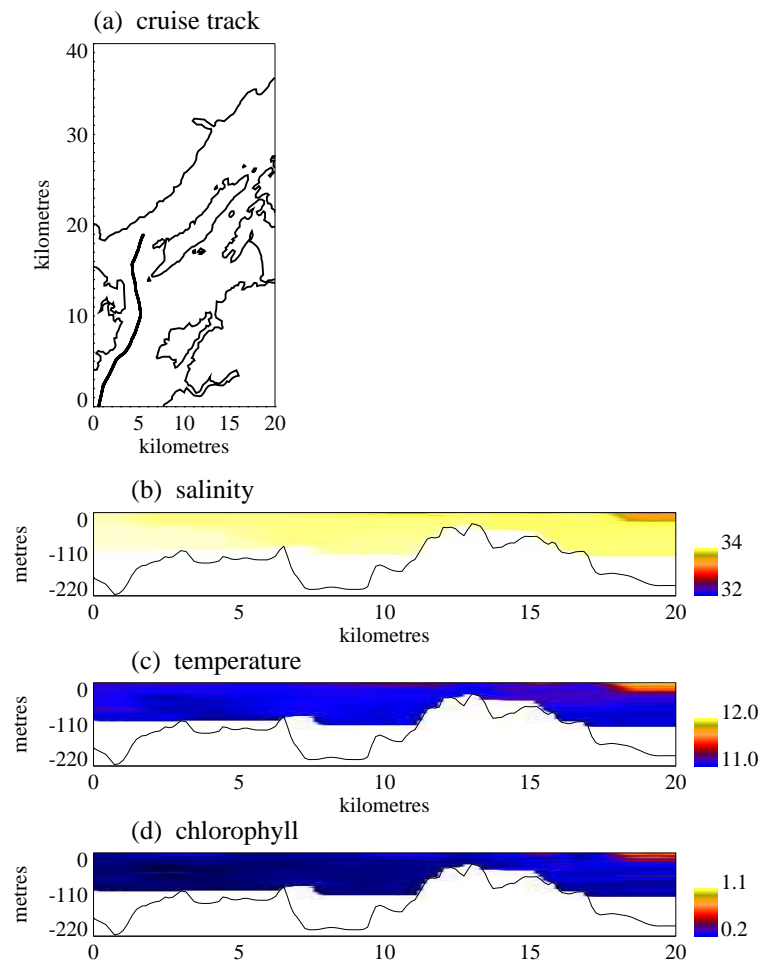 (a) cruise track
40
30
20
10
0
kilometres
0 5 10 15 20
kilometres
(b) salinity
0
-110
-220
metres
34
32
0 5 10 15 20
kilometres
(c) temperature
0
-110
-220
metres
12.0
11.0
0 5 10 15 20
kilometres
(d) chlorophyll
0
-110
-220
metres
1.1
0.2
0 5 10 15 20